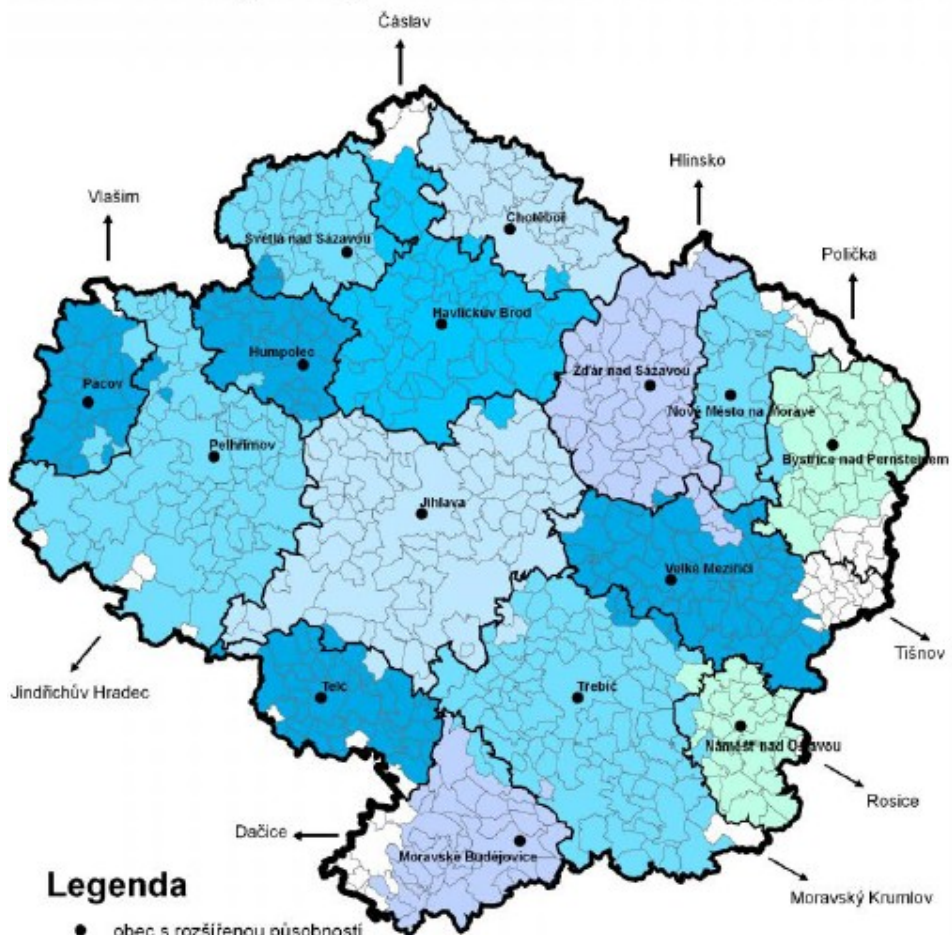 Čáslav
Hlinsko
Vlašim
Chotěboř
Světlá nad Sázavou
Polička
Havlíčkův Brod
Humpolec
Žďár nad Sázavou
Pacov
Nové Město na Moravě
Pelhřimov
Bystřice nad Pernštejnem
Jihlava
Velké Meziříčí
Tišnov
Jindřichův Hradec
Telč
Třebíč
Náměšť nad Oslavou
Rosice
Dačice
Moravské Budějovice
Legenda
Moravský Krumlov
obec s rozšířenou působností